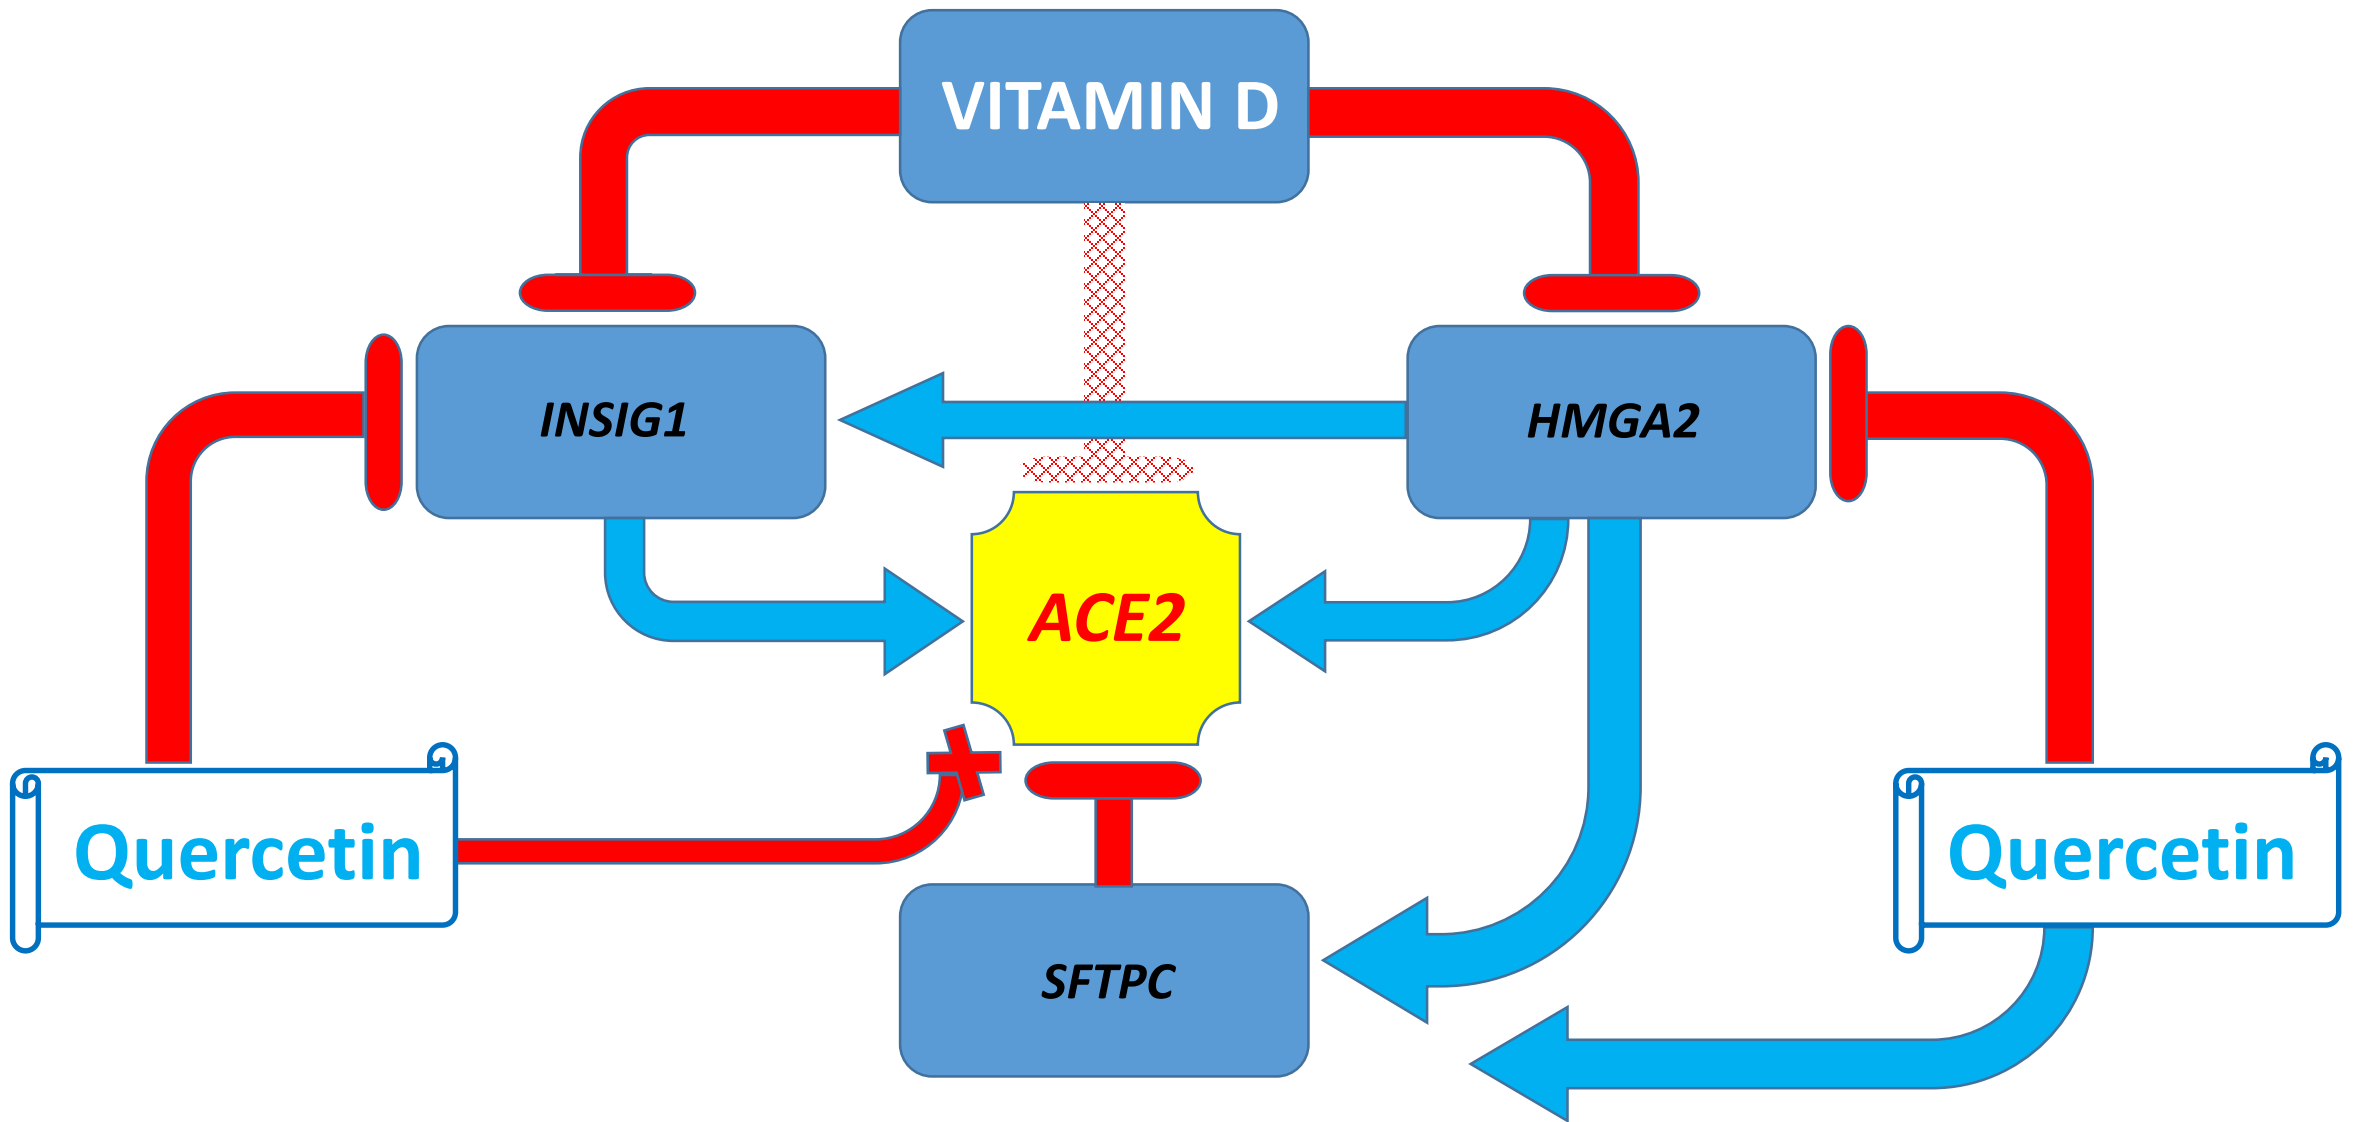 VITAMIN D
INSIG1
HMGA2
ACE2
Quercetin
Quercetin
SFTPC